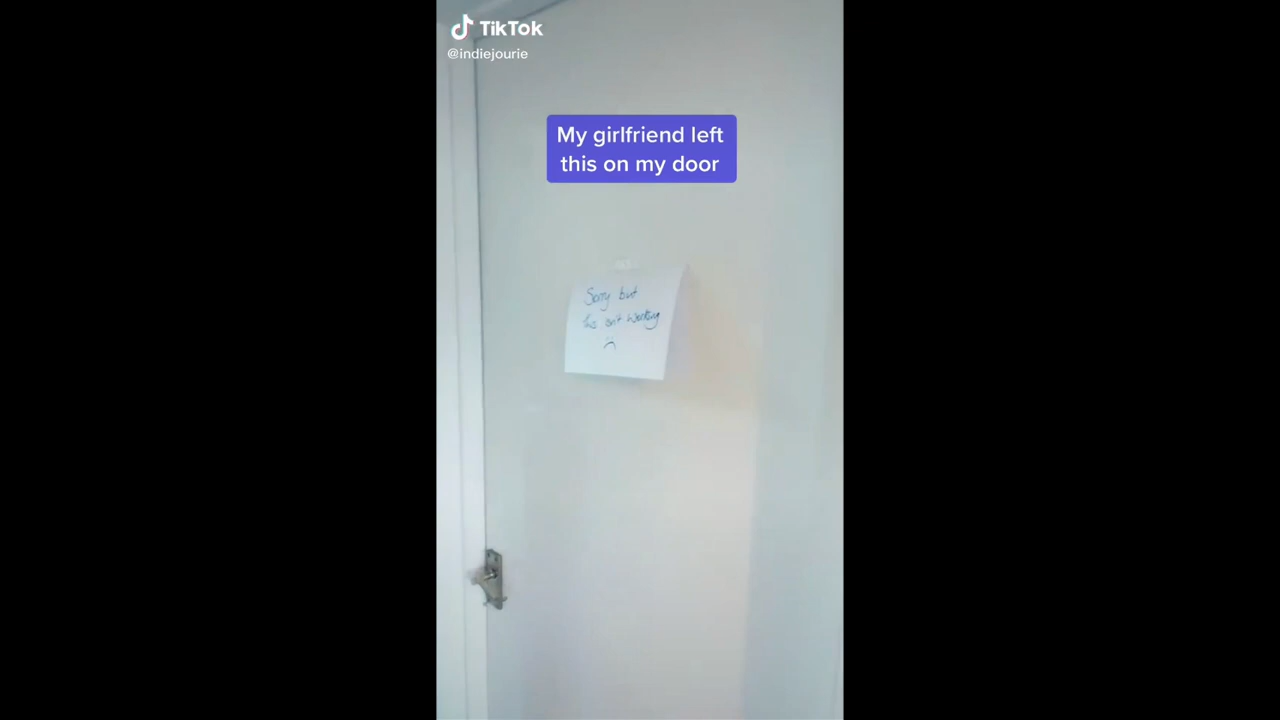 TikTok
@indiejourie
My girlfriend left
this on my door
Sorry but
this isn't working